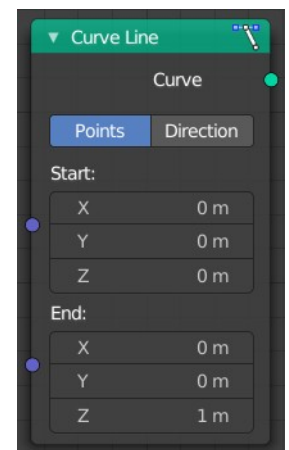 Curve Line
Curve
Points Direction
Start:
X 0 m
Y 0 m
Z 0 m
End:
X 0 m
Y 0 m
Z 1 m